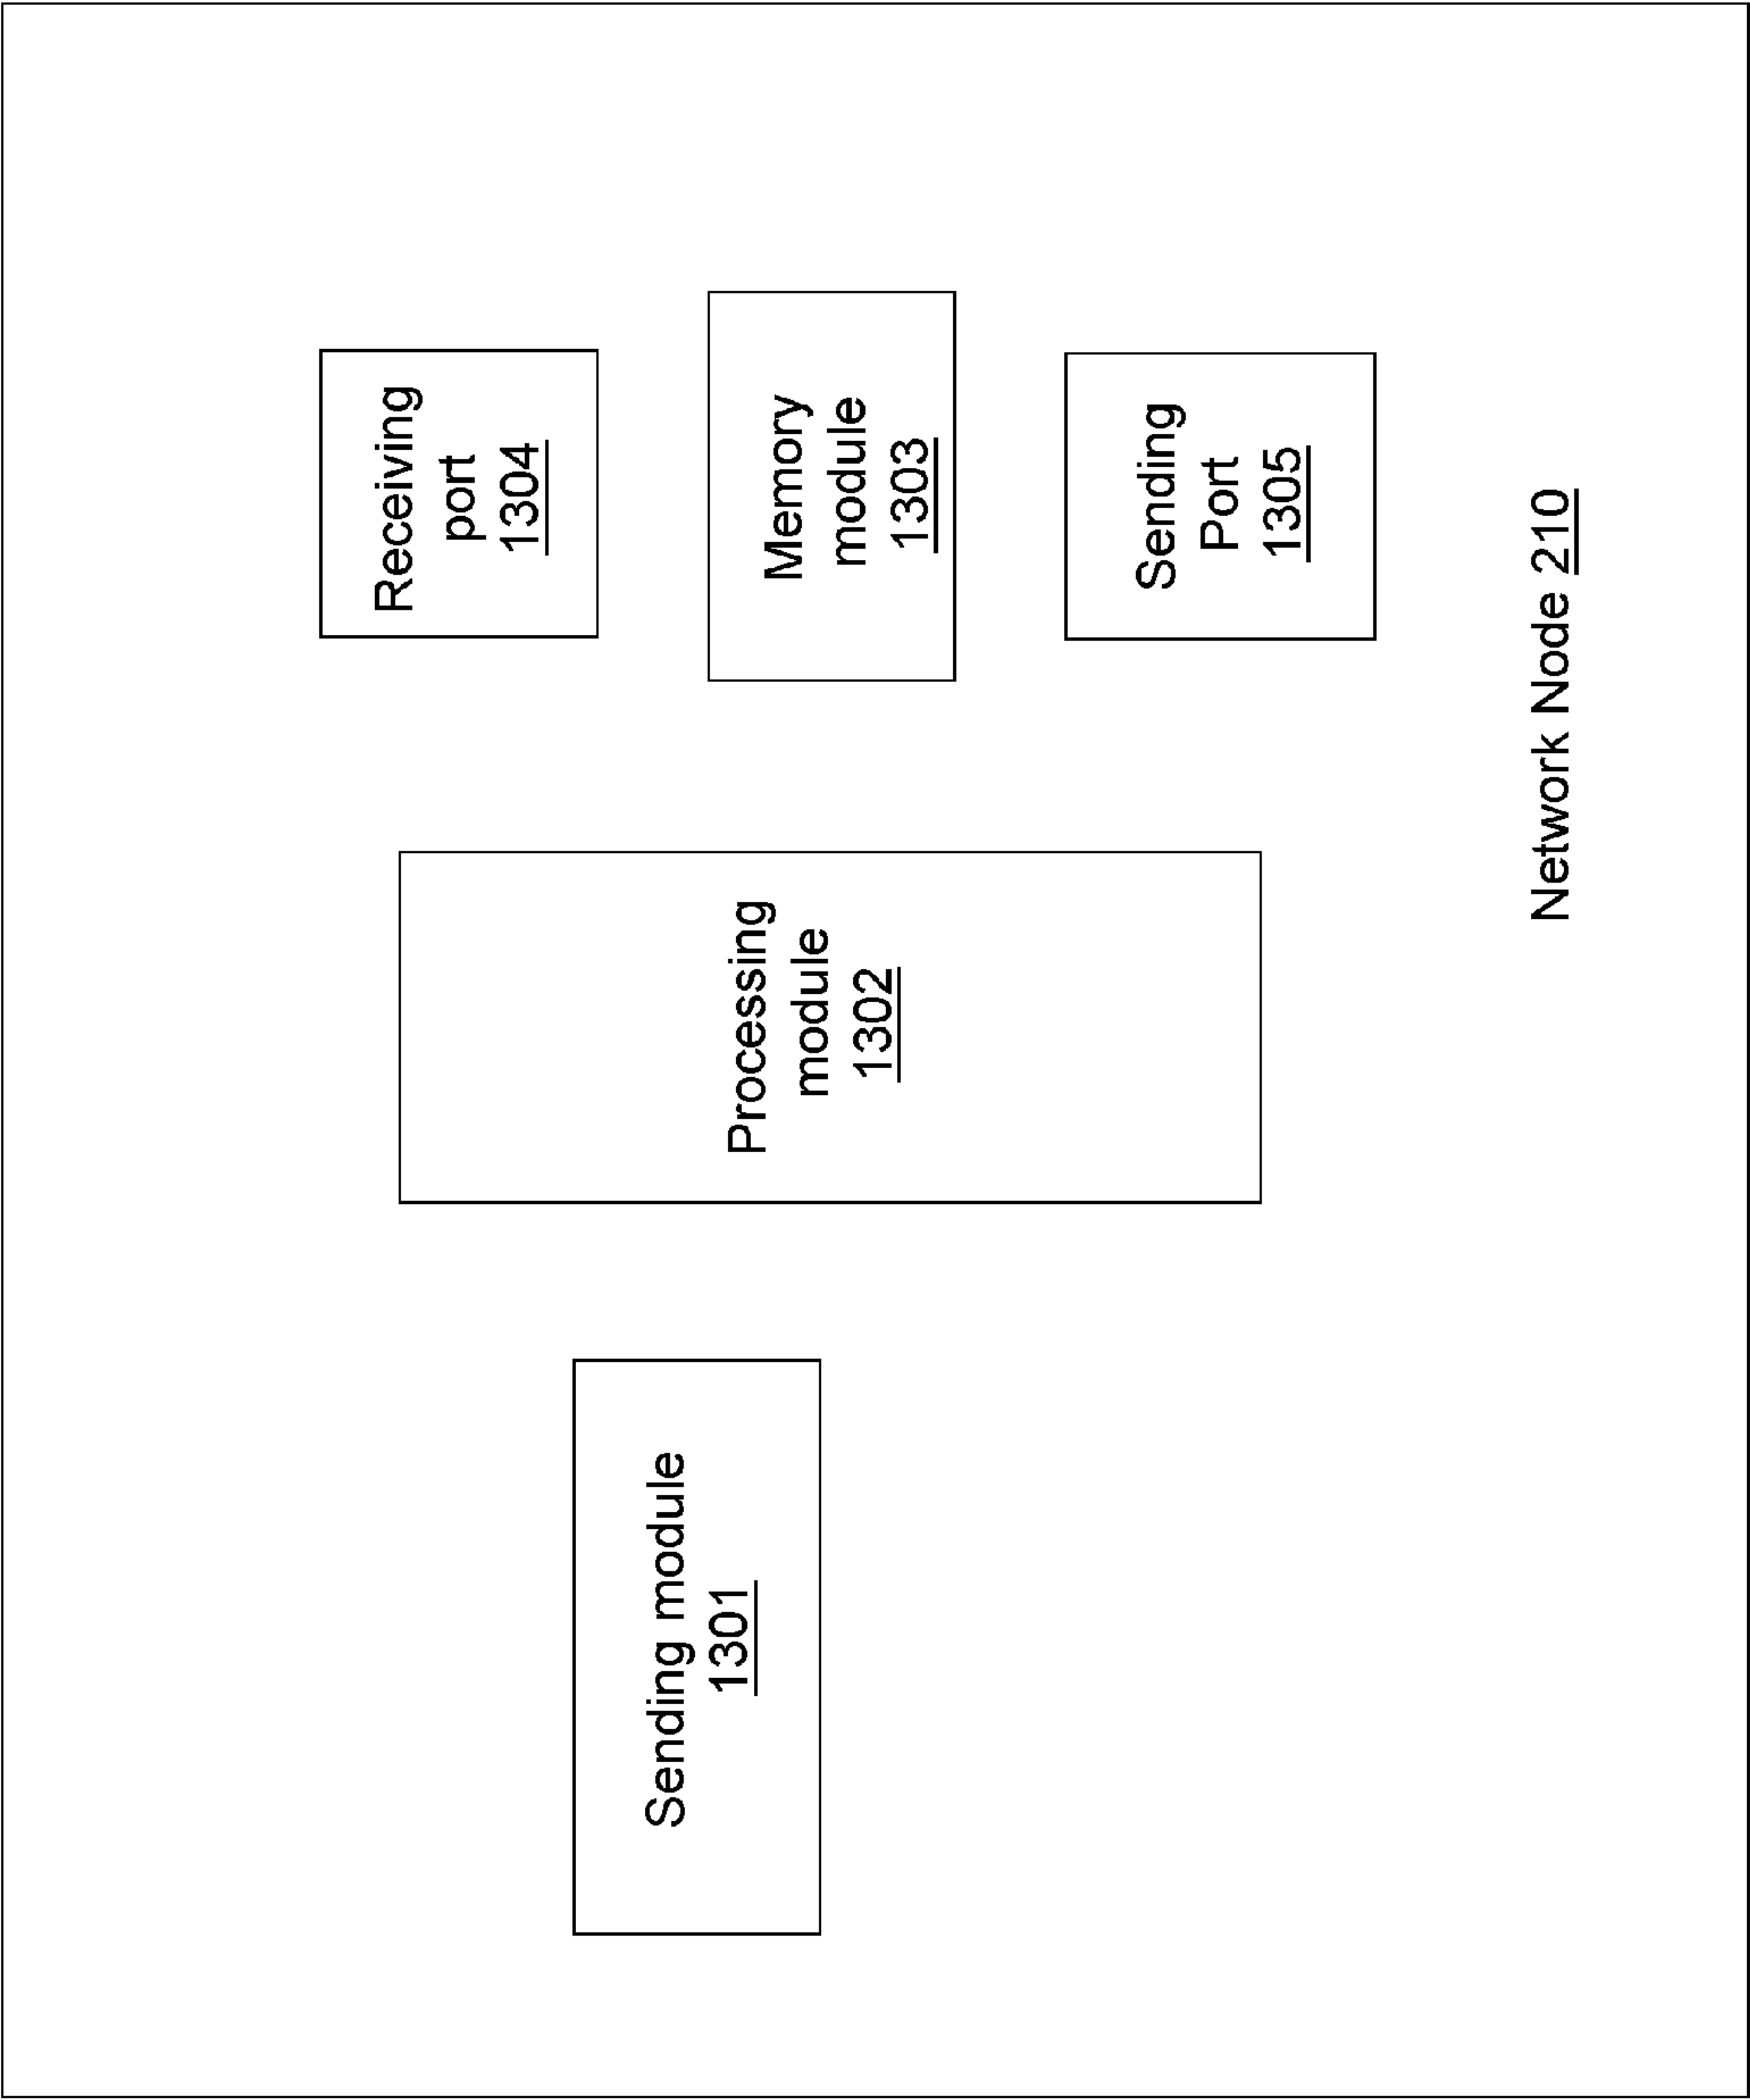 Sending module
1301
Processing
module
1302
Receiving
port
1304
Memory
module
1303
Sending
Port
1305
Network Node 210